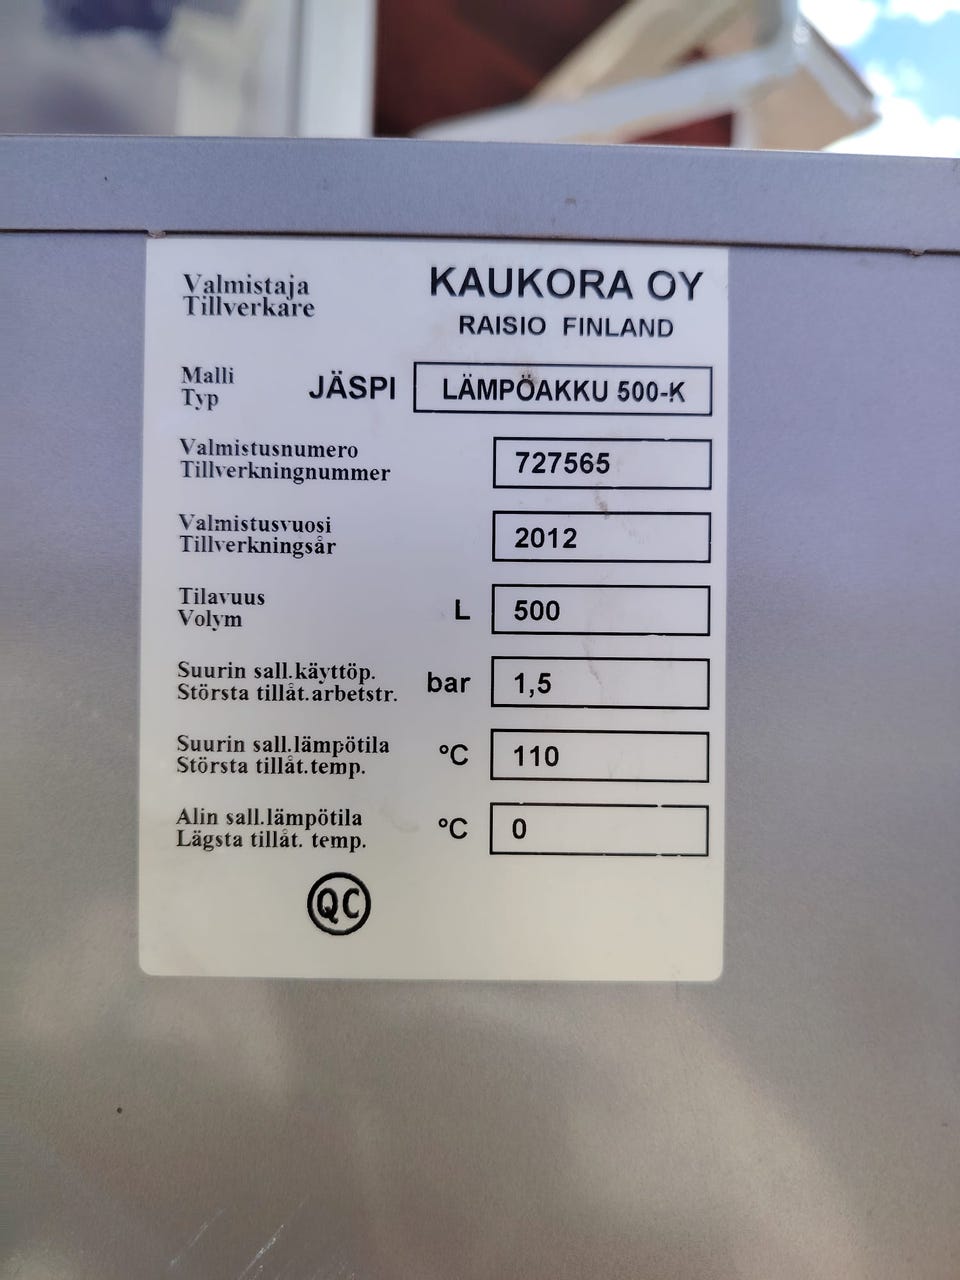 Valmistaja
Tillverkare
KAUKORA OY
RAISIO FINLAND
Malli
Typ
JÄSPI LÄMPÖAKKU 500-K
Valmistusnumero
Tillverkningnummer
727565
Valmistusvuosi
Tillverkningsår
2012
Tilavuus
Volym
L 500
Suurin sall.käyttöp.
Största tillåt.arbetstr.
bar 1,5
Suurin sall.lämpötila
Största tillåt.temp.
°C 110
Alin sall.lämpötila
Lägsta tillåt. temp.
°C 0
QC